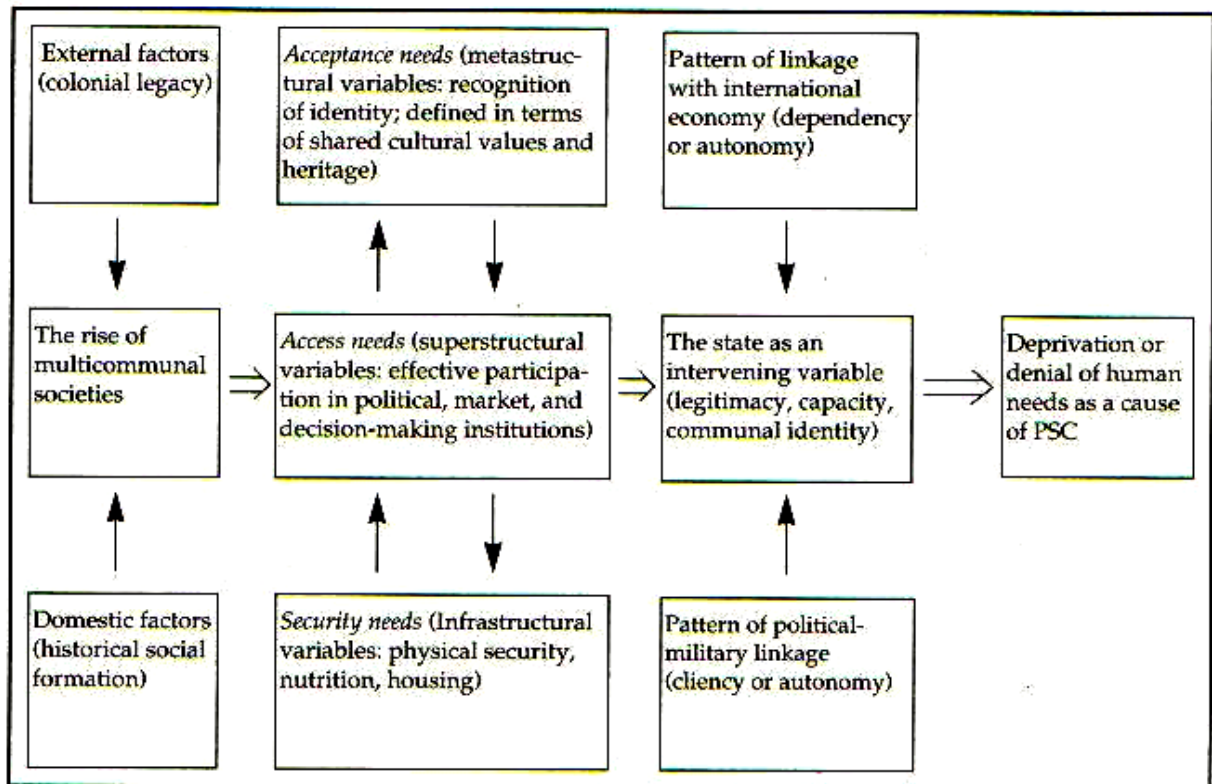 External factors
(colonial legacy)
Acceptance needs (metastruc-
tural variables: recognition
of identity; defined in terms
of shared cultural values and
heritage)
Pattern of linkage
with international
economy (dependency
or autonomy)
The rise of
multicommunal
societies
Access needs (superstructural
variables: effective participa-
tion in political, market, and
decision-making institutions)
The state as an
intervening variable
(legitimacy, capacity,
communal identity)
Deprivation or
denial of human
needs as a cause
of PSC
Domestic factors
(historical social
formation)
Security needs (Infrastructural
variables: physical security,
nutrition, housing)
Pattern of political-
military linkage
(cliency or autonomy)